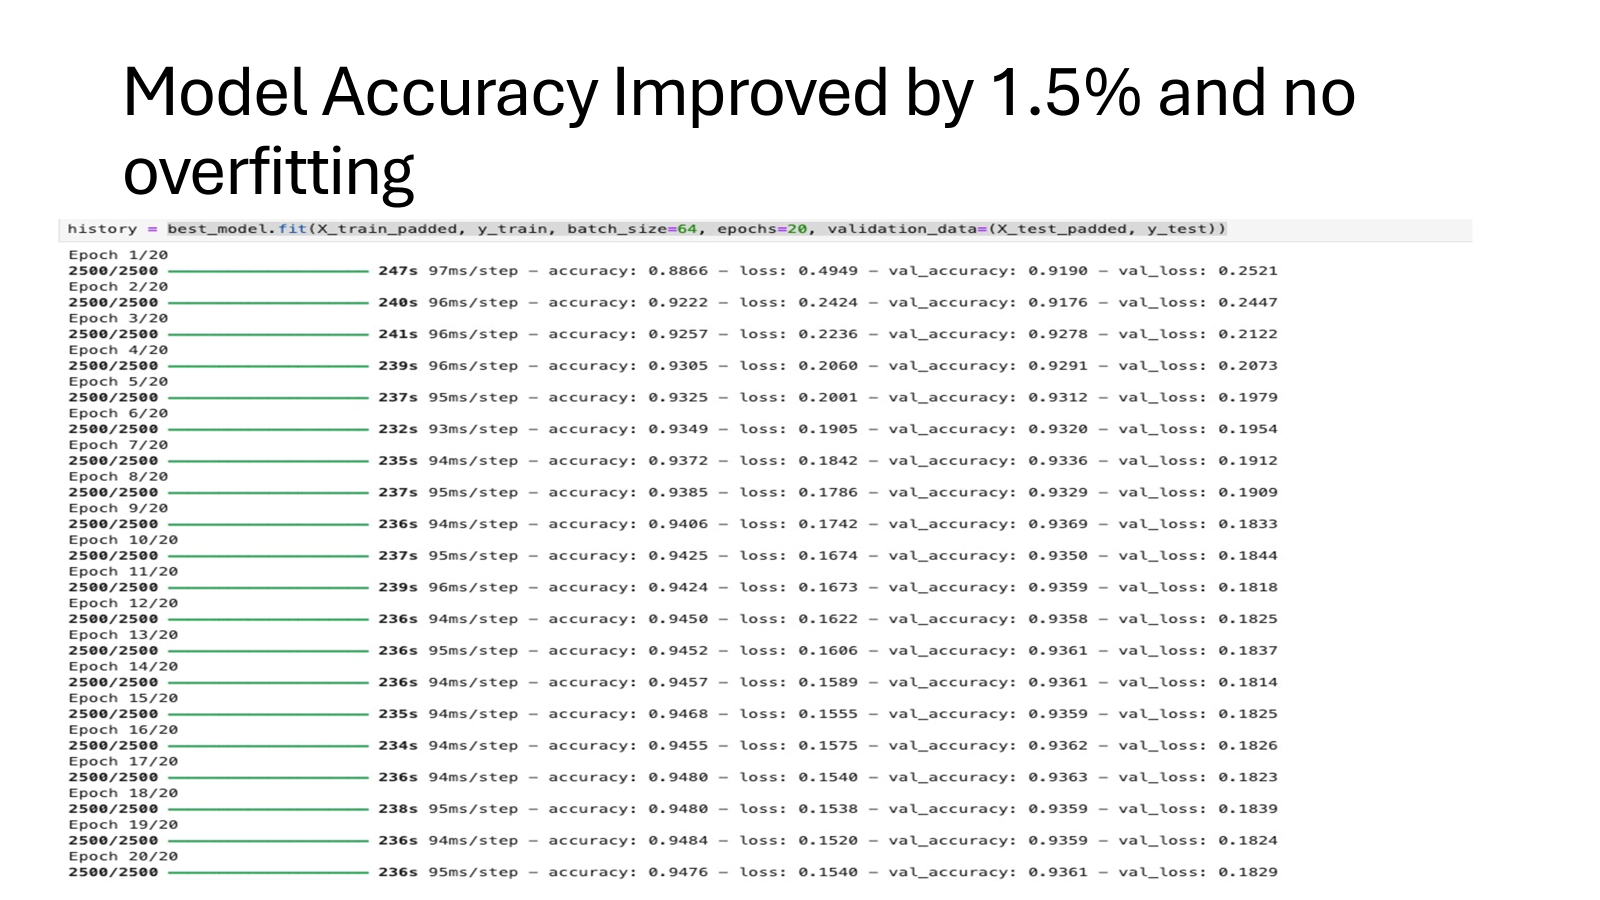 Model Accuracy Improved by 1.5% and no
overfitting
history = best_model.fit(X_train_padded, y_train, batch_size=64, epochs=20, validation_data=(X_test_padded, y_test))
Epoch 1/20
2500/2500 ━━━━━━━━━━━━━━━━━━━━ 247s 97ms/step – accuracy: 0.8866 – loss: 0.4949 – val_accuracy: 0.9190 – val_loss: 0.2521
Epoch 2/20
2500/2500 ━━━━━━━━━━━━━━━━━━━━ 240s 96ms/step – accuracy: 0.9222 – loss: 0.2424 – val_accuracy: 0.9176 – val_loss: 0.2447
Epoch 3/20
2500/2500 ━━━━━━━━━━━━━━━━━━━━ 241s 96ms/step – accuracy: 0.9257 – loss: 0.2236 – val_accuracy: 0.9278 – val_loss: 0.2122
Epoch 4/20
2500/2500 ━━━━━━━━━━━━━━━━━━━━ 239s 96ms/step – accuracy: 0.9305 – loss: 0.2060 – val_accuracy: 0.9291 – val_loss: 0.2073
Epoch 5/20
2500/2500 ━━━━━━━━━━━━━━━━━━━━ 237s 95ms/step – accuracy: 0.9325 – loss: 0.2001 – val_accuracy: 0.9312 – val_loss: 0.1979
Epoch 6/20
2500/2500 ━━━━━━━━━━━━━━━━━━━━ 232s 93ms/step – accuracy: 0.9349 – loss: 0.1905 – val_accuracy: 0.9320 – val_loss: 0.1954
Epoch 7/20
2500/2500 ━━━━━━━━━━━━━━━━━━━━ 235s 94ms/step – accuracy: 0.9372 – loss: 0.1842 – val_accuracy: 0.9336 – val_loss: 0.1912
Epoch 8/20
2500/2500 ━━━━━━━━━━━━━━━━━━━━ 237s 95ms/step – accuracy: 0.9385 – loss: 0.1786 – val_accuracy: 0.9329 – val_loss: 0.1909
Epoch 9/20
2500/2500 ━━━━━━━━━━━━━━━━━━━━ 236s 94ms/step – accuracy: 0.9406 – loss: 0.1742 – val_accuracy: 0.9369 – val_loss: 0.1833
Epoch 10/20
2500/2500 ━━━━━━━━━━━━━━━━━━━━ 237s 95ms/step – accuracy: 0.9425 – loss: 0.1674 – val_accuracy: 0.9350 – val_loss: 0.1844
Epoch 11/20
2500/2500 ━━━━━━━━━━━━━━━━━━━━ 239s 96ms/step – accuracy: 0.9424 – loss: 0.1673 – val_accuracy: 0.9359 – val_loss: 0.1818
Epoch 12/20
2500/2500 ━━━━━━━━━━━━━━━━━━━━ 236s 94ms/step – accuracy: 0.9450 – loss: 0.1622 – val_accuracy: 0.9358 – val_loss: 0.1825
Epoch 13/20
2500/2500 ━━━━━━━━━━━━━━━━━━━━ 236s 95ms/step – accuracy: 0.9452 – loss: 0.1606 – val_accuracy: 0.9361 – val_loss: 0.1837
Epoch 14/20
2500/2500 ━━━━━━━━━━━━━━━━━━━━ 236s 94ms/step – accuracy: 0.9457 – loss: 0.1589 – val_accuracy: 0.9361 – val_loss: 0.1814
Epoch 15/20
2500/2500 ━━━━━━━━━━━━━━━━━━━━ 235s 94ms/step – accuracy: 0.9468 – loss: 0.1555 – val_accuracy: 0.9359 – val_loss: 0.1825
Epoch 16/20
2500/2500 ━━━━━━━━━━━━━━━━━━━━ 234s 94ms/step – accuracy: 0.9455 – loss: 0.1575 – val_accuracy: 0.9362 – val_loss: 0.1826
Epoch 17/20
2500/2500 ━━━━━━━━━━━━━━━━━━━━ 236s 94ms/step – accuracy: 0.9480 – loss: 0.1540 – val_accuracy: 0.9363 – val_loss: 0.1823
Epoch 18/20
2500/2500 ━━━━━━━━━━━━━━━━━━━━ 238s 95ms/step – accuracy: 0.9480 – loss: 0.1538 – val_accuracy: 0.9359 – val_loss: 0.1839
Epoch 19/20
2500/2500 ━━━━━━━━━━━━━━━━━━━━ 236s 94ms/step – accuracy: 0.9484 – loss: 0.1520 – val_accuracy: 0.9359 – val_loss: 0.1824
Epoch 20/20
2500/2500 ━━━━━━━━━━━━━━━━━━━━ 236s 95ms/step – accuracy: 0.9476 – loss: 0.1540 – val_accuracy: 0.9361 – val_loss: 0.1829